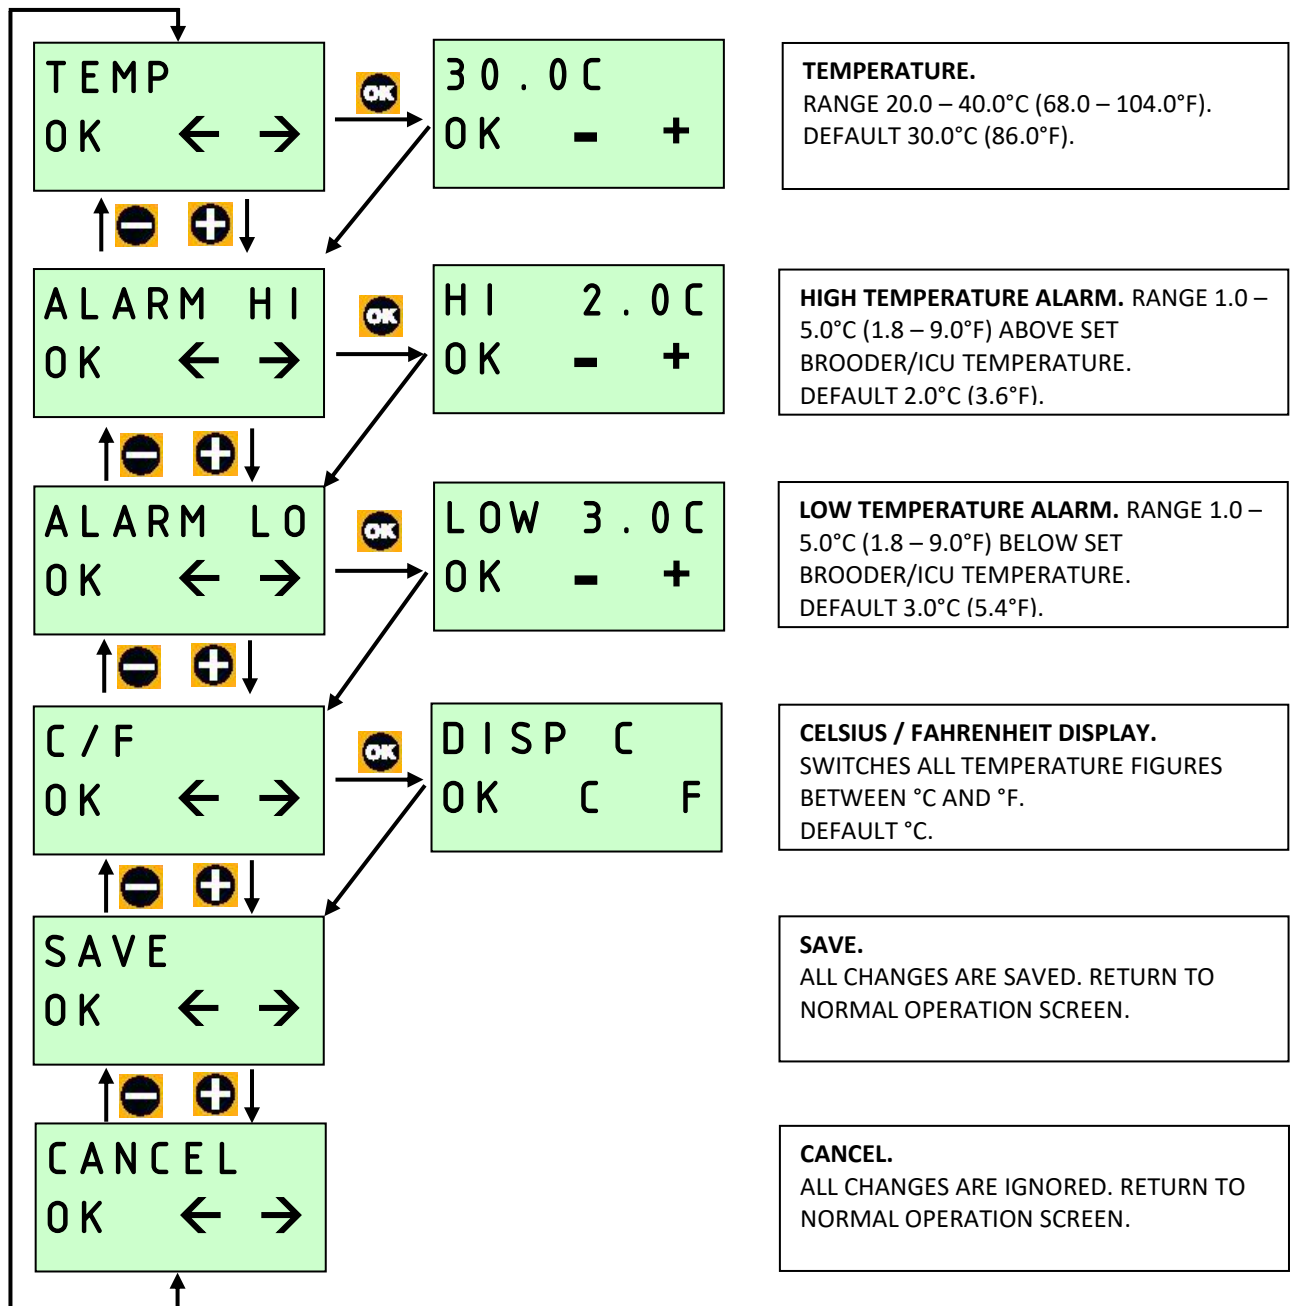 TEMP
OK ← →
OK
30.0C
OK - +
TEMPERATURE.
RANGE 20.0 – 40.0°C (68.0 – 104.0°F).
DEFAULT 30.0°C (86.0°F).
ALARM HI
OK ← →
OK
HI 2.0C
OK - +
HIGH TEMPERATURE ALARM. RANGE 1.0 –
5.0°C (1.8 – 9.0°F) ABOVE SET
BROODER/ICU TEMPERATURE.
DEFAULT 2.0°C (3.6°F).
ALARM LO
OK ← →
OK
LOW 3.0C
OK - +
LOW TEMPERATURE ALARM. RANGE 1.0 –
5.0°C (1.8 – 9.0°F) BELOW SET
BROODER/ICU TEMPERATURE.
DEFAULT 3.0°C (5.4°F).
C/F
OK ← →
OK
DISP C
OK C F
CELSIUS / FAHRENHEIT DISPLAY.
SWITCHES ALL TEMPERATURE FIGURES
BETWEEN °C AND °F.
DEFAULT °C.
SAVE
OK ← →
SAVE.
ALL CHANGES ARE SAVED. RETURN TO
NORMAL OPERATION SCREEN.
CANCEL
OK ← →
CANCEL.
ALL CHANGES ARE IGNORED. RETURN TO
NORMAL OPERATION SCREEN.